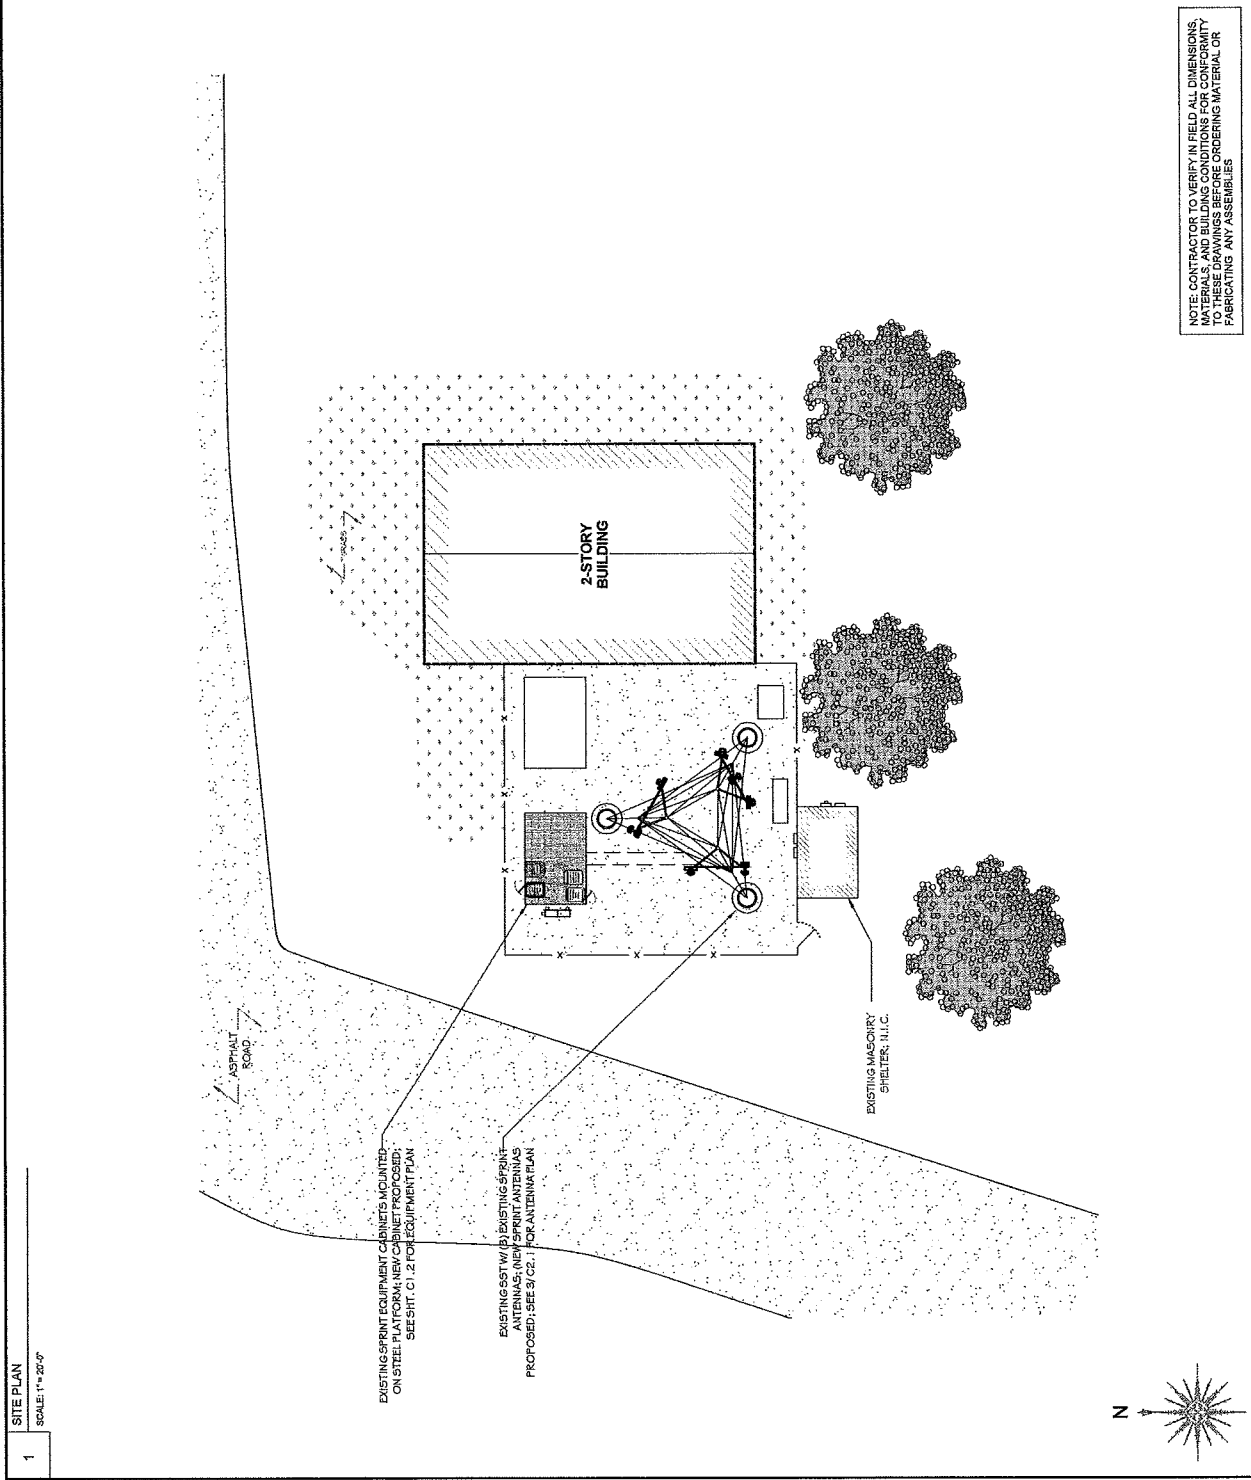 1
SITE PLAN
SCALE: 1" = 20'-0"
EXISTING SPRINT EQUIPMENT CABINETS MOUNTED
ON STEEL PLATFORM; NEW CABINET PROPOSED;
SEE SHT. C1.2 FOR EQUIPMENT PLAN
EXISTING SST W/ (3) EXISTING SPRINT
ANTENNAS; (NEW) SPRINT ANTENNAS
PROPOSED; SEE 3/ C2.1 FOR ANTENNA PLAN
ASPHALT
ROAD
GRASS
2-STORY
BUILDING
EXISTING MASONRY
SHELTER; N.I.C.
N
NOTE: CONTRACTOR TO VERIFY IN FIELD ALL DIMENSIONS,
MATERIALS, AND BUILDING CONDITIONS FOR CONFORMITY
TO THESE DRAWINGS BEFORE ORDERING MATERIAL OR
FABRICATING ANY ASSEMBLIES
X
X
X
X
X
X
X